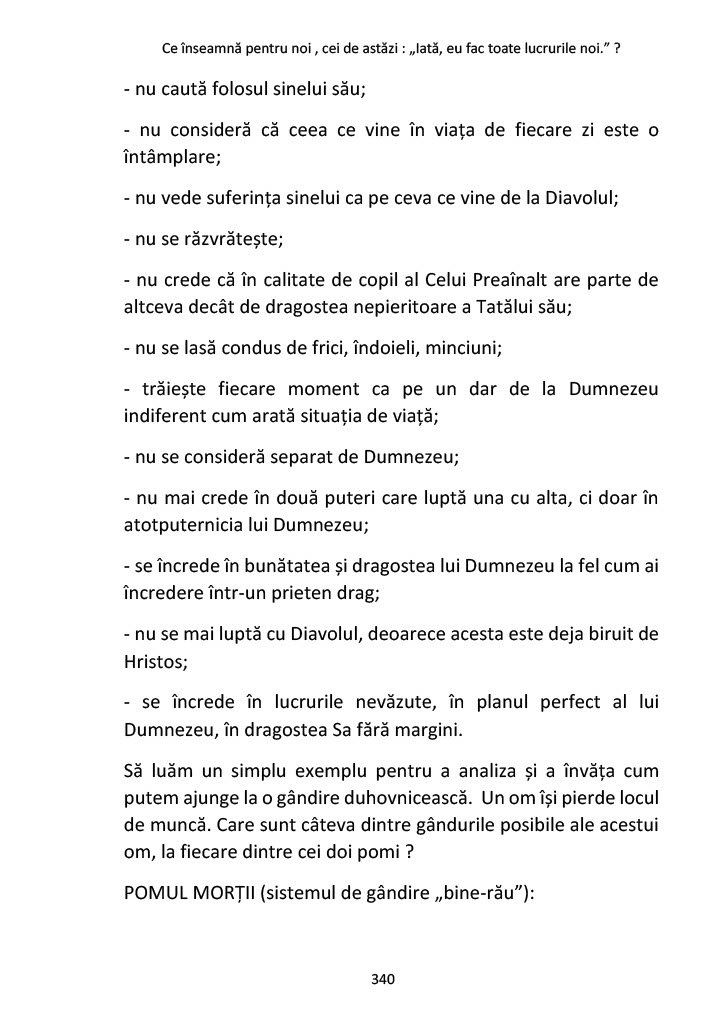 Ce înseamnă pentru noi , cei de astăzi : „Iată, eu fac toate lucrurile noi.” ?
- nu caută folosul sinelui său;
- nu consideră că ceea ce vine în viața de fiecare zi este o
întâmplare;
- nu vede suferința sinelui ca pe ceva ce vine de la Diavolul;
- nu se răzvrătește;
- nu crede că în calitate de copil al Celui Preaînalt are parte de
altceva decât de dragostea nepieritoare a Tatălui său;
- nu se lasă condus de frici, îndoieli, minciuni;
- trăiește fiecare moment ca pe un dar de la Dumnezeu
indiferent cum arată situația de viață;
- nu se consideră separat de Dumnezeu;
- nu mai crede în două puteri care luptă una cu alta, ci doar în
atotputernicia lui Dumnezeu;
- se încrede în bunătatea și dragostea lui Dumnezeu la fel cum ai
încredere într-un prieten drag;
- nu se mai luptă cu Diavolul, deoarece acesta este deja biruit de
Hristos;
- se încrede în lucrurile nevăzute, în planul perfect al lui
Dumnezeu, în dragostea Sa fără margini.
Să luăm un simplu exemplu pentru a analiza și a învăța cum
putem ajunge la o gândire duhovnicească. Un om își pierde locul
de muncă. Care sunt câteva dintre gândurile posibile ale acestui
om, la fiecare dintre cei doi pomi ?
POMUL MORȚII (sistemul de gândire „bine-rău”):
340